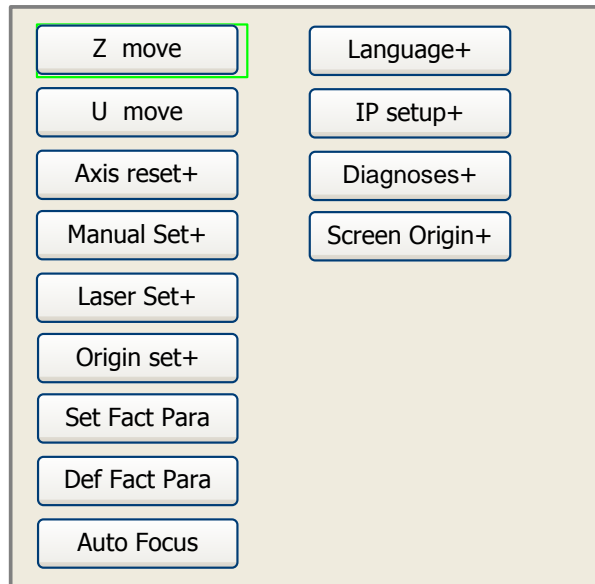 Z move
U move
Axis reset+
Manual Set+
Laser Set+
Origin set+
Set Fact Para
Def Fact Para
Auto Focus
Language+
IP setup+
Diagnoses+
Screen Origin+